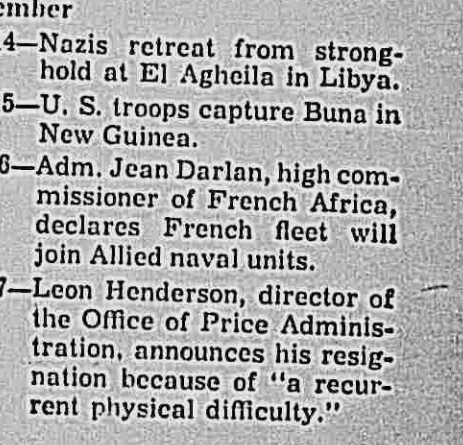 ember
4—Nazis retreat from strong-
hold at El Agheila in Libya.
5—U. S. troops capture Buna in
New Guinea.
6—Adm. Jean Darlan, high com-
missioner of French Africa,
declares French fleet will
join Allied naval units.
7—Leon Henderson, director of
the Office of Price Adminis-
tration, announces his resig-
nation because of "a recur-
rent physical difficulty."